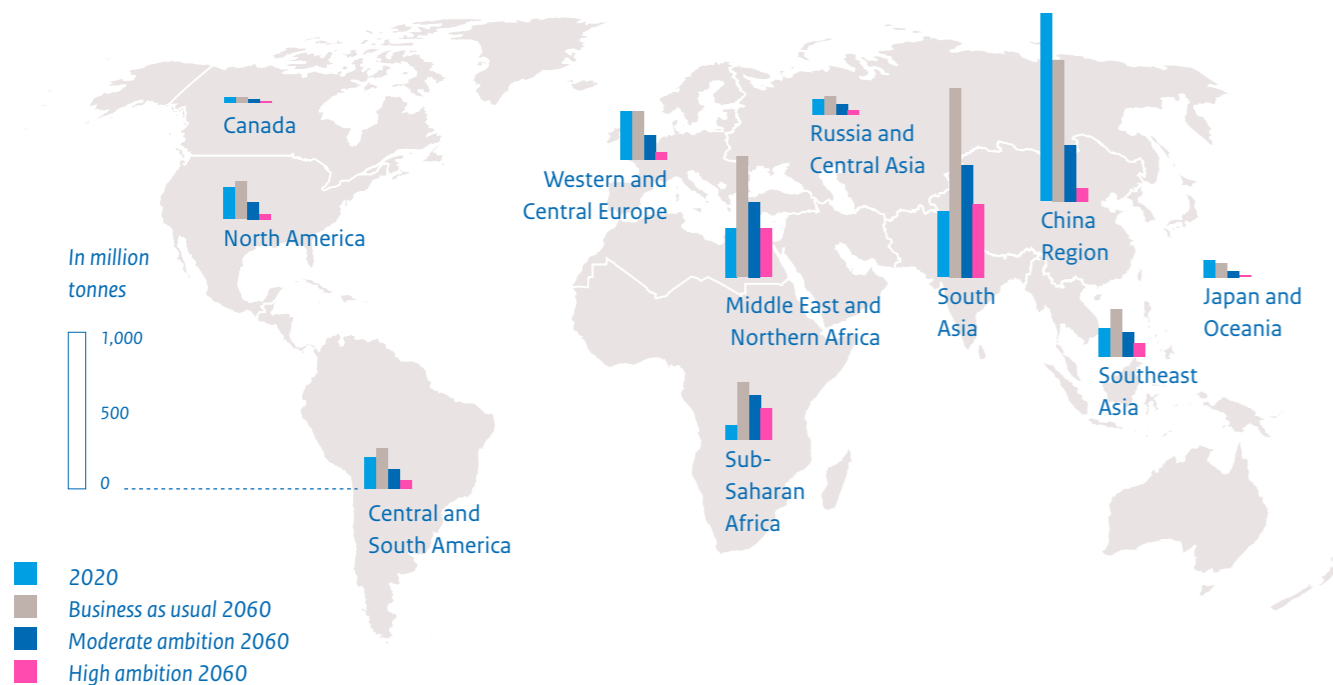 Canada
North America
In million
tonnes
1,000
500
0
Central and
South America
Western and
Central Europe
Middle East and
Northern Africa
Sub-
Saharan
Africa
Russia and
Central Asia
South
Asia
China
Region
Southeast
Asia
Japan and
Oceania
2020
Business as usual 2060
Moderate ambition 2060
High ambition 2060